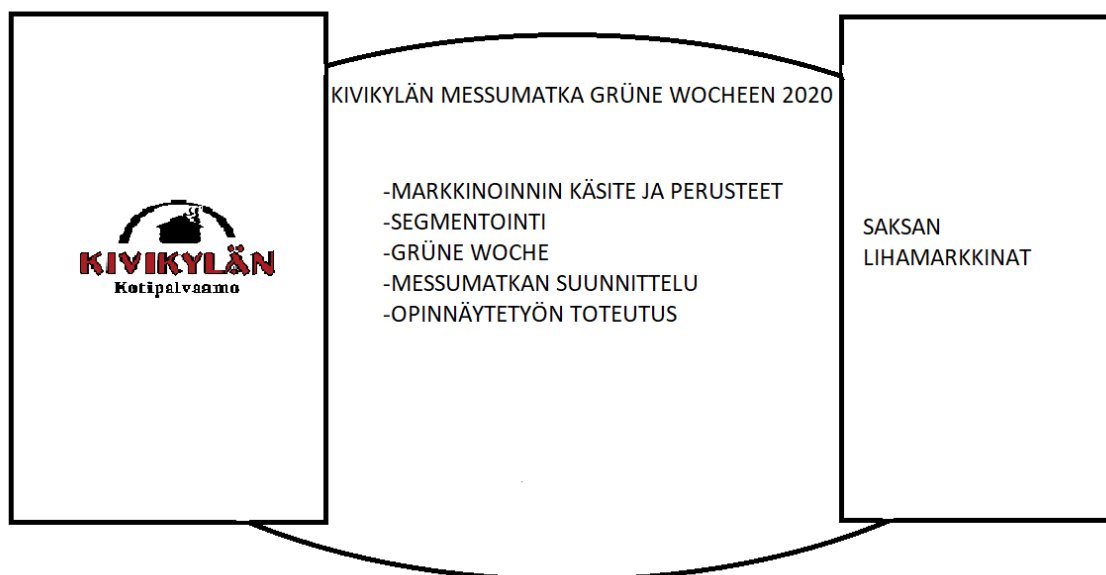 KIVIKYLÄN MESSUMATKA GRÜNE WOCHEEN 2020
-MARKKINOINNIN KÄSITE JA PERUSTEET
-SEGMENTOINTI
-GRÜNE WOCHE
-MESSUMATKAN SUUNNITTELU
-OPINNÄYTETYÖN TOTEUTUS
KIVIKYLÄN
Kotipalvaamo
SAKSAN
LIHAMARKKINAT